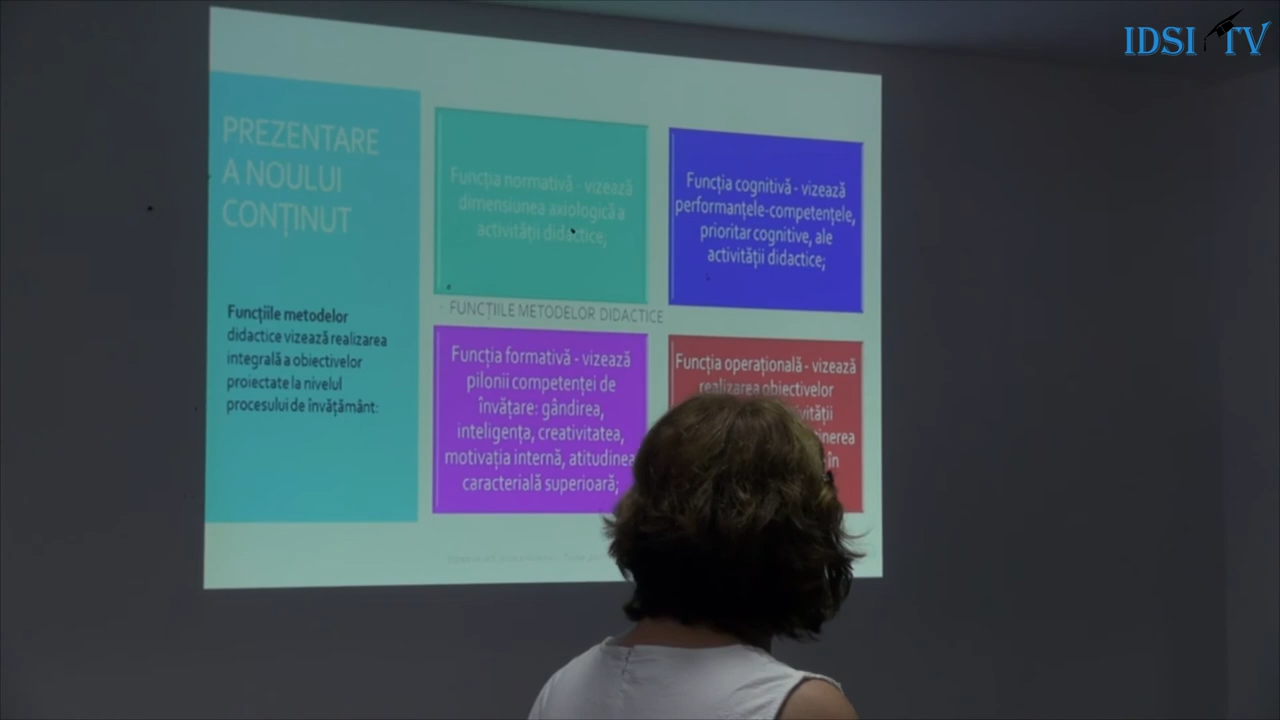 IDSI TV
PREZENTARE
A NOULUI
CONȚINUT
Funcțiile metodelor
didactice vizează realizarea
integrală a obiectivelor
proiectate la nivelul
procesului de învățământ:
Funcția normativă - vizează
dimensiunea axiologică a
activității didactice;
Funcția cognitivă - vizează
performanțele-competențele,
prioritar cognitive, ale
activității didactice;
- FUNCȚIILE METODELOR DIDACTICE
Funcția formativă - vizează
pilonii competenței de
învățare: gândirea,
inteligența, creativitatea,
motivația internă, atitudinea
caracterială superioară;
Funcția operațională - vizează
realizarea obiectivelor
în